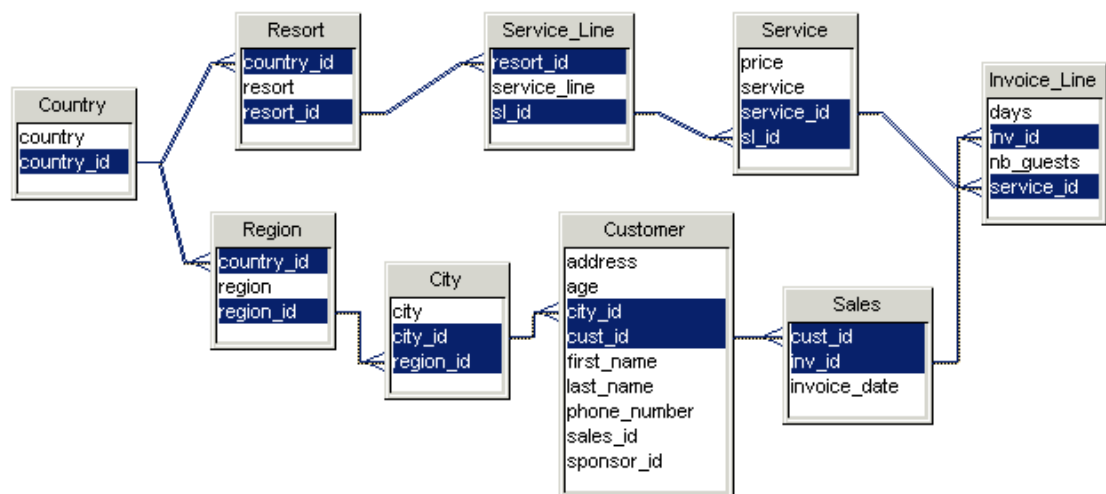 Country
country
country_id
Resort
country_id
resort
resort_id
Service_Line
resort_id
service_line
sl_id
Service
price
service
service_id
sl_id
Invoice_Line
days
inv_id
nb_guests
service_id
Region
country_id
region
region_id
City
city
city_id
region_id
Customer
address
age
city_id
cust_id
first_name
last_name
phone_number
sales_id
sponsor_id
Sales
cust_id
inv_id
invoice_date